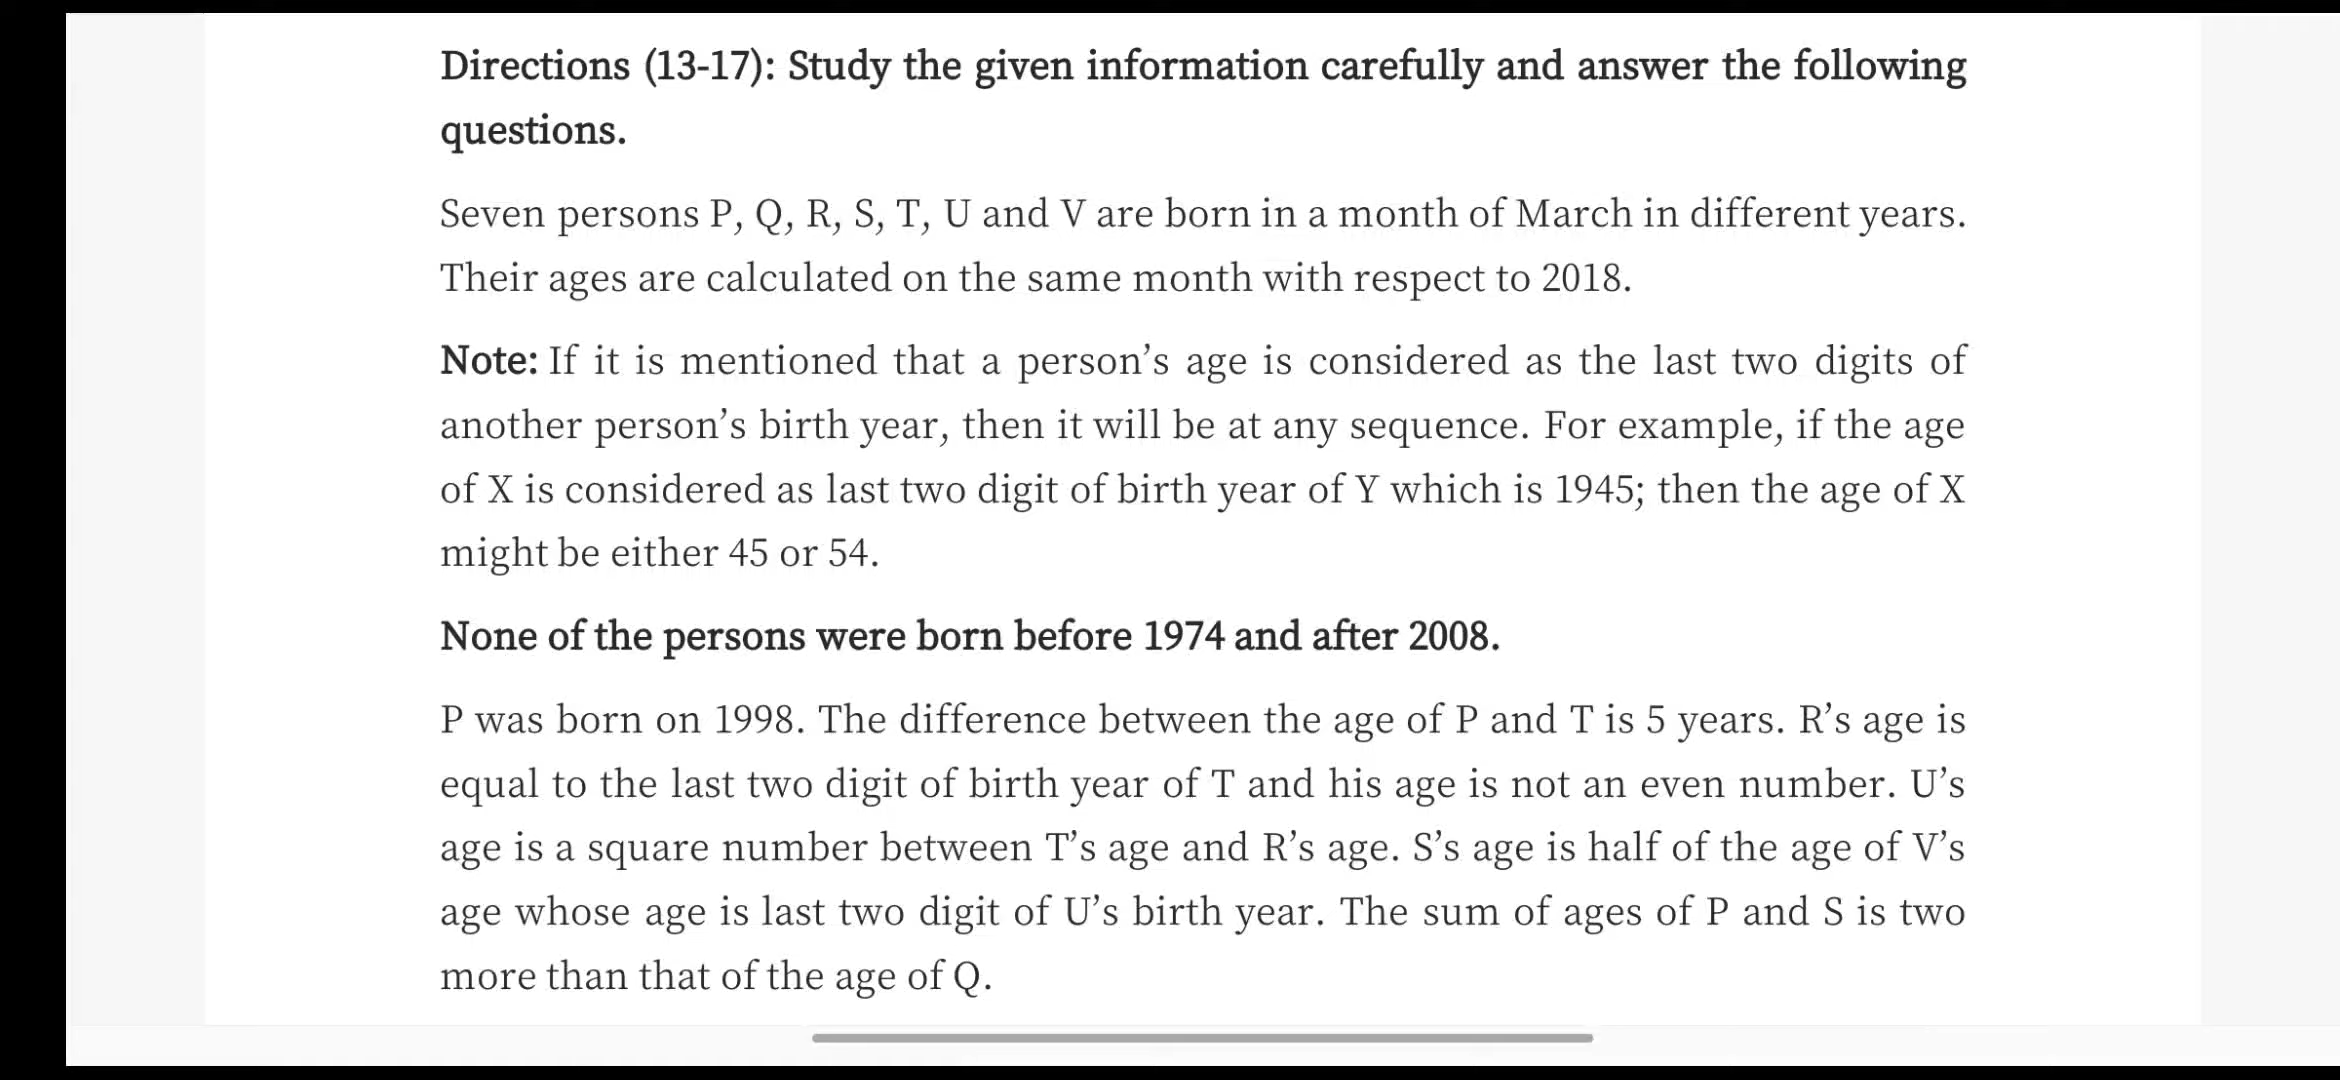 Directions (13-17): Study the given information carefully and answer the following
questions.
Seven persons P, Q, R, S, T, U and V are born in a month of March in different years.
Their ages are calculated on the same month with respect to 2018.
Note: If it is mentioned that a person’s age is considered as the last two digits of
another person’s birth year, then it will be at any sequence. For example, if the age
of X is considered as last two digit of birth year of Y which is 1945; then the age of X
might be either 45 or 54.
None of the persons were born before 1974 and after 2008.
P was born on 1998. The difference between the age of P and T is 5 years. R’s age is
equal to the last two digit of birth year of T and his age is not an even number. U’s
age is a square number between T’s age and R’s age. S’s age is half of the age of V’s
age whose age is last two digit of U’s birth year. The sum of ages of P and S is two
more than that of the age of Q.